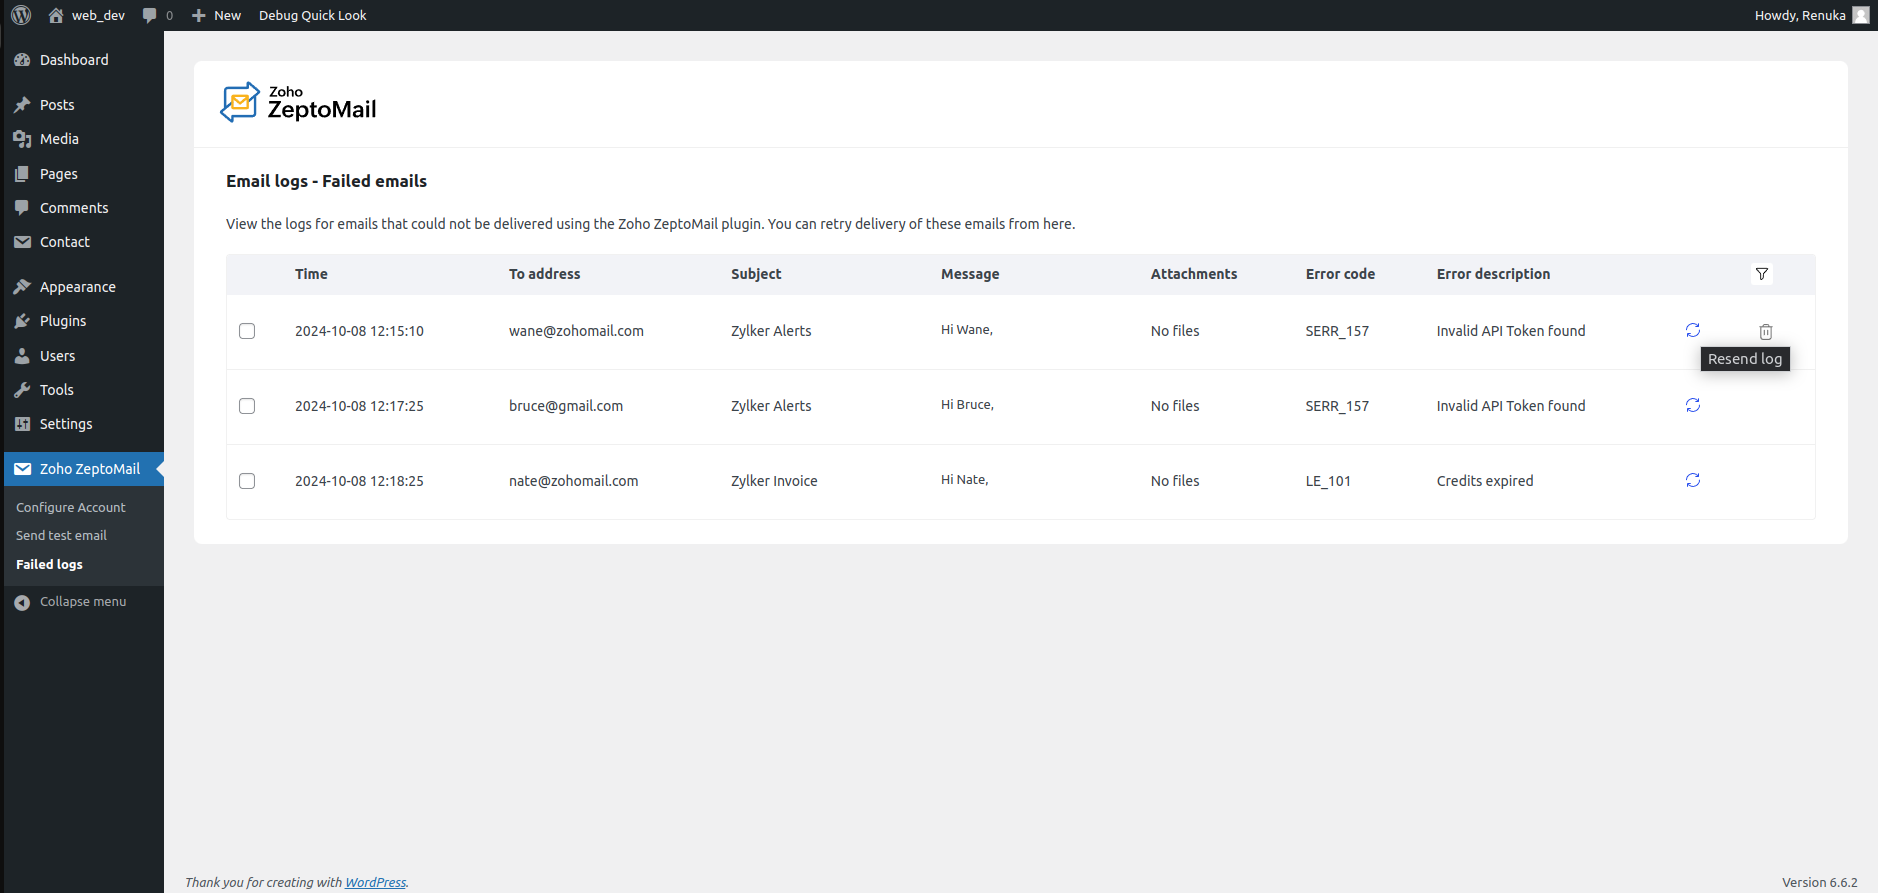 web_dev 0 New Debug Quick Look Howdy, Renuka
Dashboard
Posts
Media
Pages
Comments
Contact
Appearance
Plugins
Users
Tools
Settings
Zoho ZeptoMail
Configure Account
Send test email
Failed logs
Collapse menu
Zoho
ZeptoMail
Email logs - Failed emails
View the logs for emails that could not be delivered using the Zoho ZeptoMail plugin. You can retry delivery of these emails from here.
Time To address Subject Message Attachments Error code Error description
2024-10-08 12:15:10 wane@zohomail.com Zylker Alerts Hi Wane, No files SERR_157 Invalid API Token found
Resend log
2024-10-08 12:17:25 bruce@gmail.com Zylker Alerts Hi Bruce, No files SERR_157 Invalid API Token found
2024-10-08 12:18:25 nate@zohomail.com Zylker Invoice Hi Nate, No files LE_101 Credits expired
Thank you for creating with WordPress. Version 6.6.2